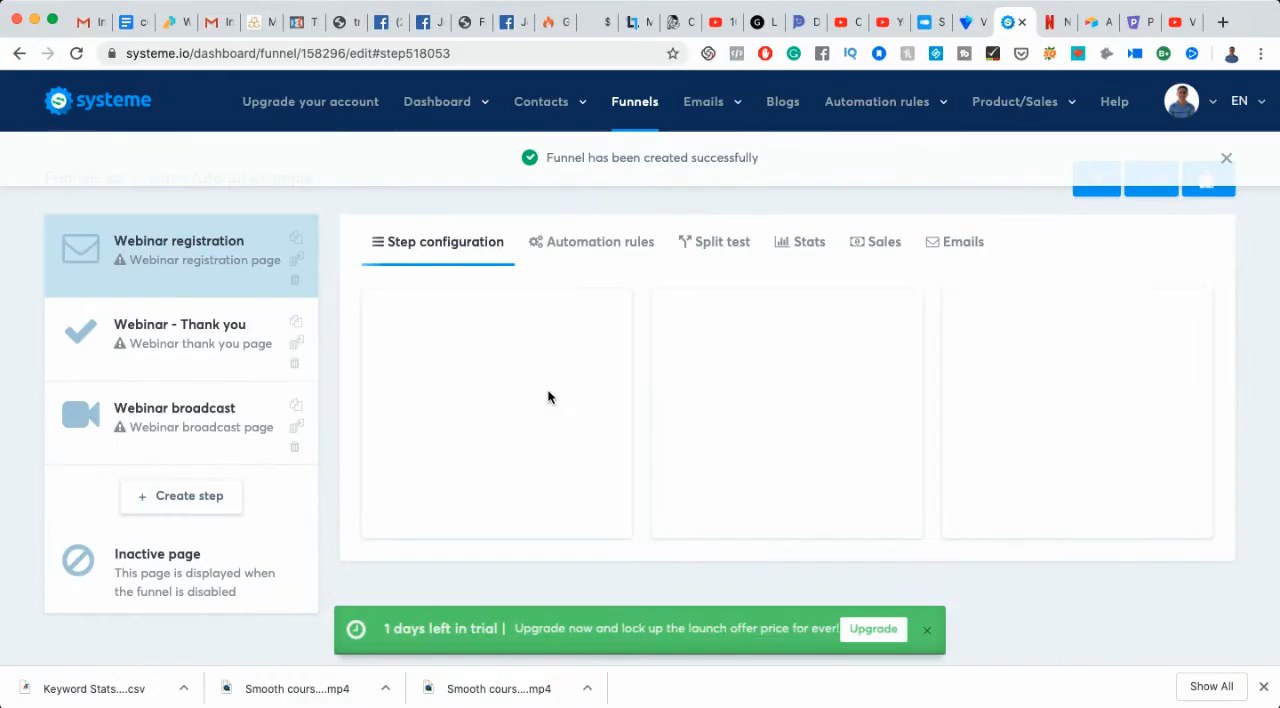 systeme.io/dashboard/funnel/158296/edit#step518053
systeme
Upgrade your account
Dashboard
Contacts
Funnels
Emails
Blogs
Automation rules
Product/Sales
Help
EN
Funnel has been created successfully
Webinar registration
Webinar registration page
Webinar - Thank you
Webinar thank you page
Webinar broadcast
Webinar broadcast page
+ Create step
Inactive page
This page is displayed when
the funnel is disabled
Step configuration
Automation rules
Split test
Stats
Sales
Emails
1 days left in trial | Upgrade now and lock up the launch offer price for ever!
Upgrade
Keyword Stats....csv
Smooth cours....mp4
Smooth cours....mp4
Show All